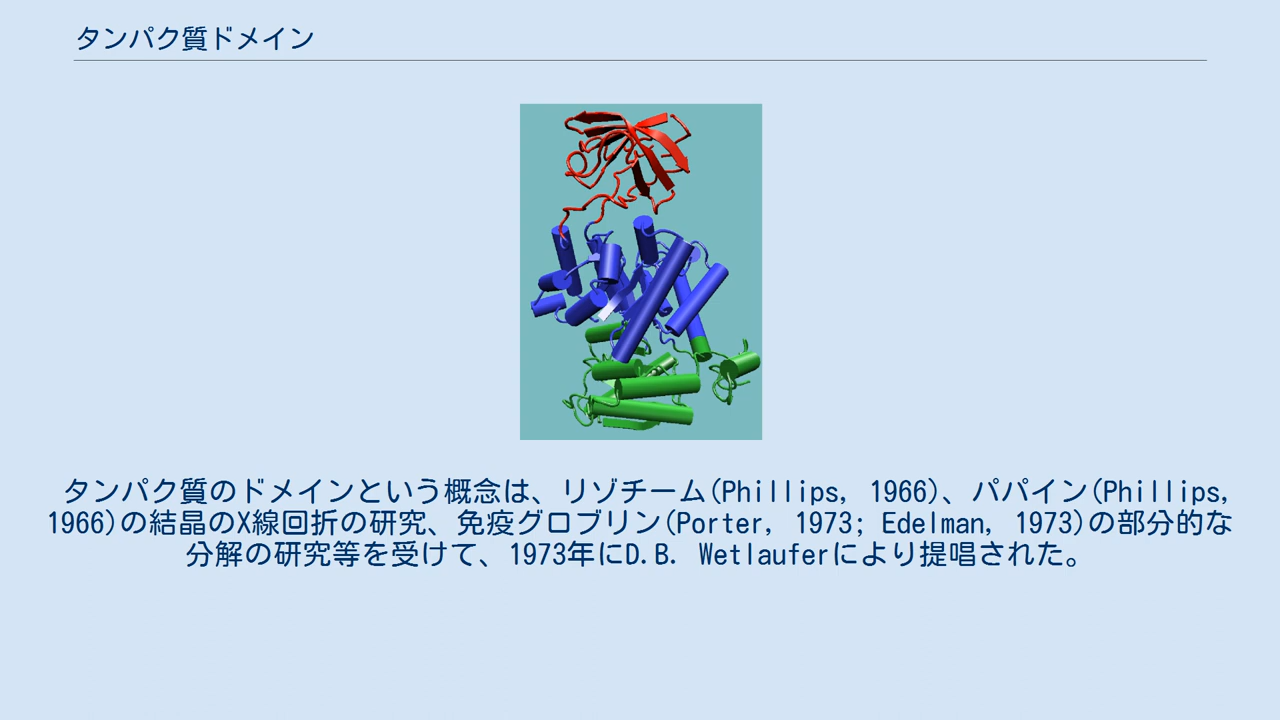 タンパク質ドメイン
タンパク質のドメインという概念は、リゾチーム(Phillips, 1966)、パパイン(Phillips,
1966)の結晶のX線回折の研究、免疫グロブリン(Porter, 1973; Edelman, 1973)の部分的な
分解の研究等を受けて、1973年にD.B. Wetlauferにより提唱された。